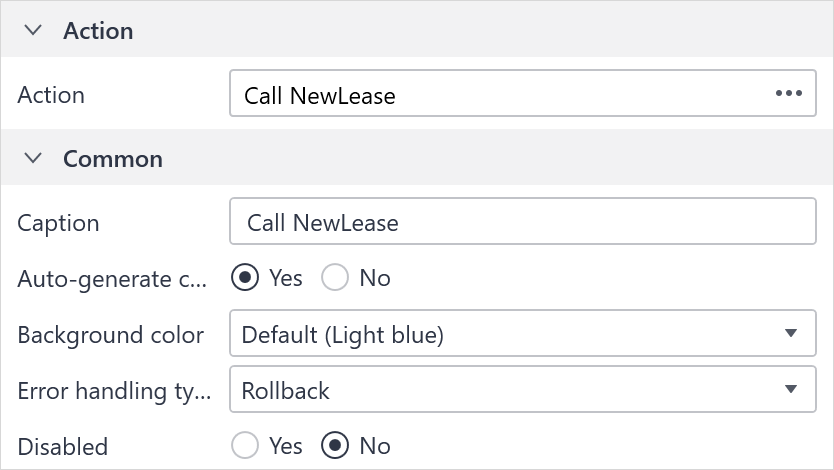 Action
Action Call NewLease •••
Common
Caption Call NewLease
Auto-generate c... Yes No
Background color Default (Light blue)
Error handling ty... Rollback
Disabled Yes No